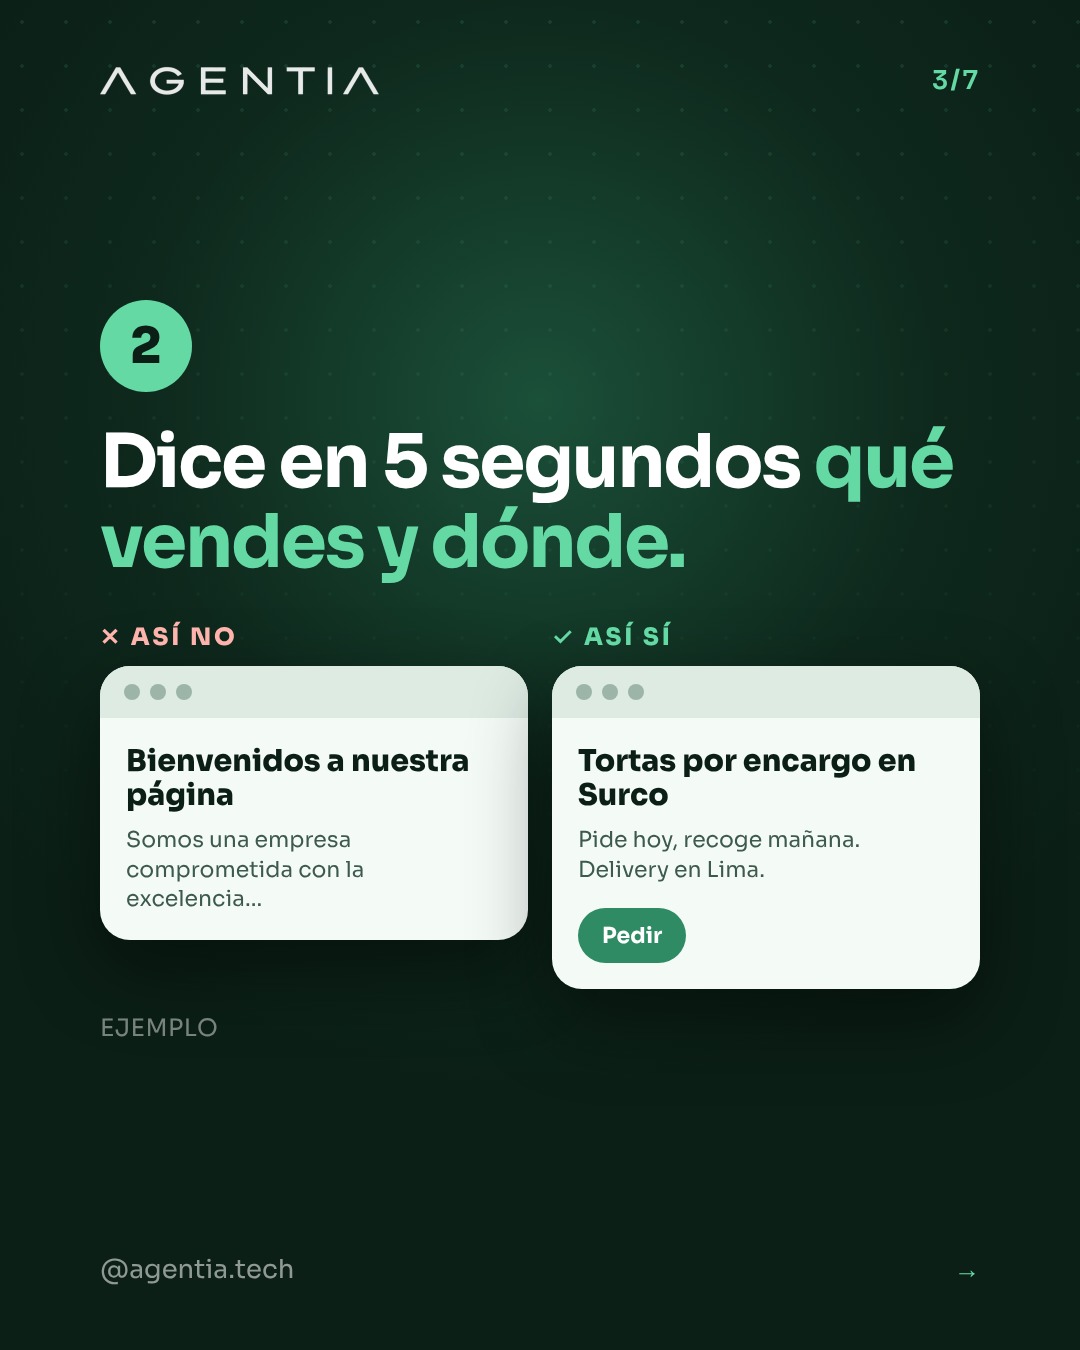 AGENTIA
3/7
2
Dice en 5 segundos qué
vendes y dónde.
✕ ASÍ NO
✓ ASÍ SÍ
Bienvenidos a nuestra
página
Somos una empresa
comprometida con la
excelencia...
Tortas por encargo en
Surco
Pide hoy, recoge mañana.
Delivery en Lima.
Pedir
EJEMPLO
@agentia.tech
→